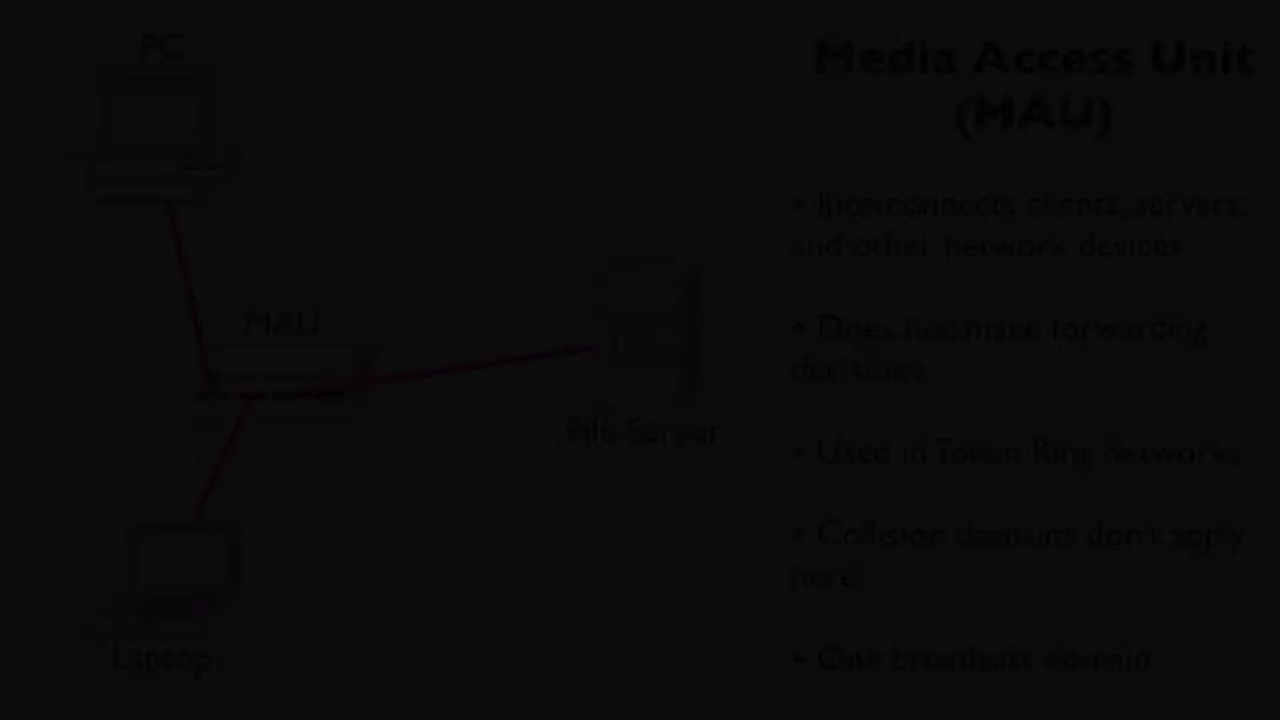 PC
Media Access Unit
(MAU)
• Interconnects clients, servers,
and other network devices
MAU
• Does not make forwarding
decisions
File Server
• Used in Token Ring networks
• Collision domains don't apply
here
Laptop
• One broadcast domain